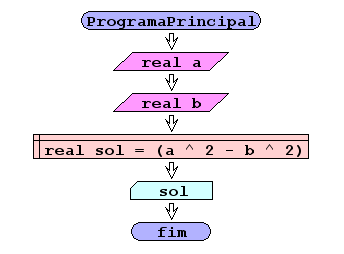 ProgramaPrincipal
real a
real b
real sol = (a ^ 2 - b ^ 2)
sol
fim